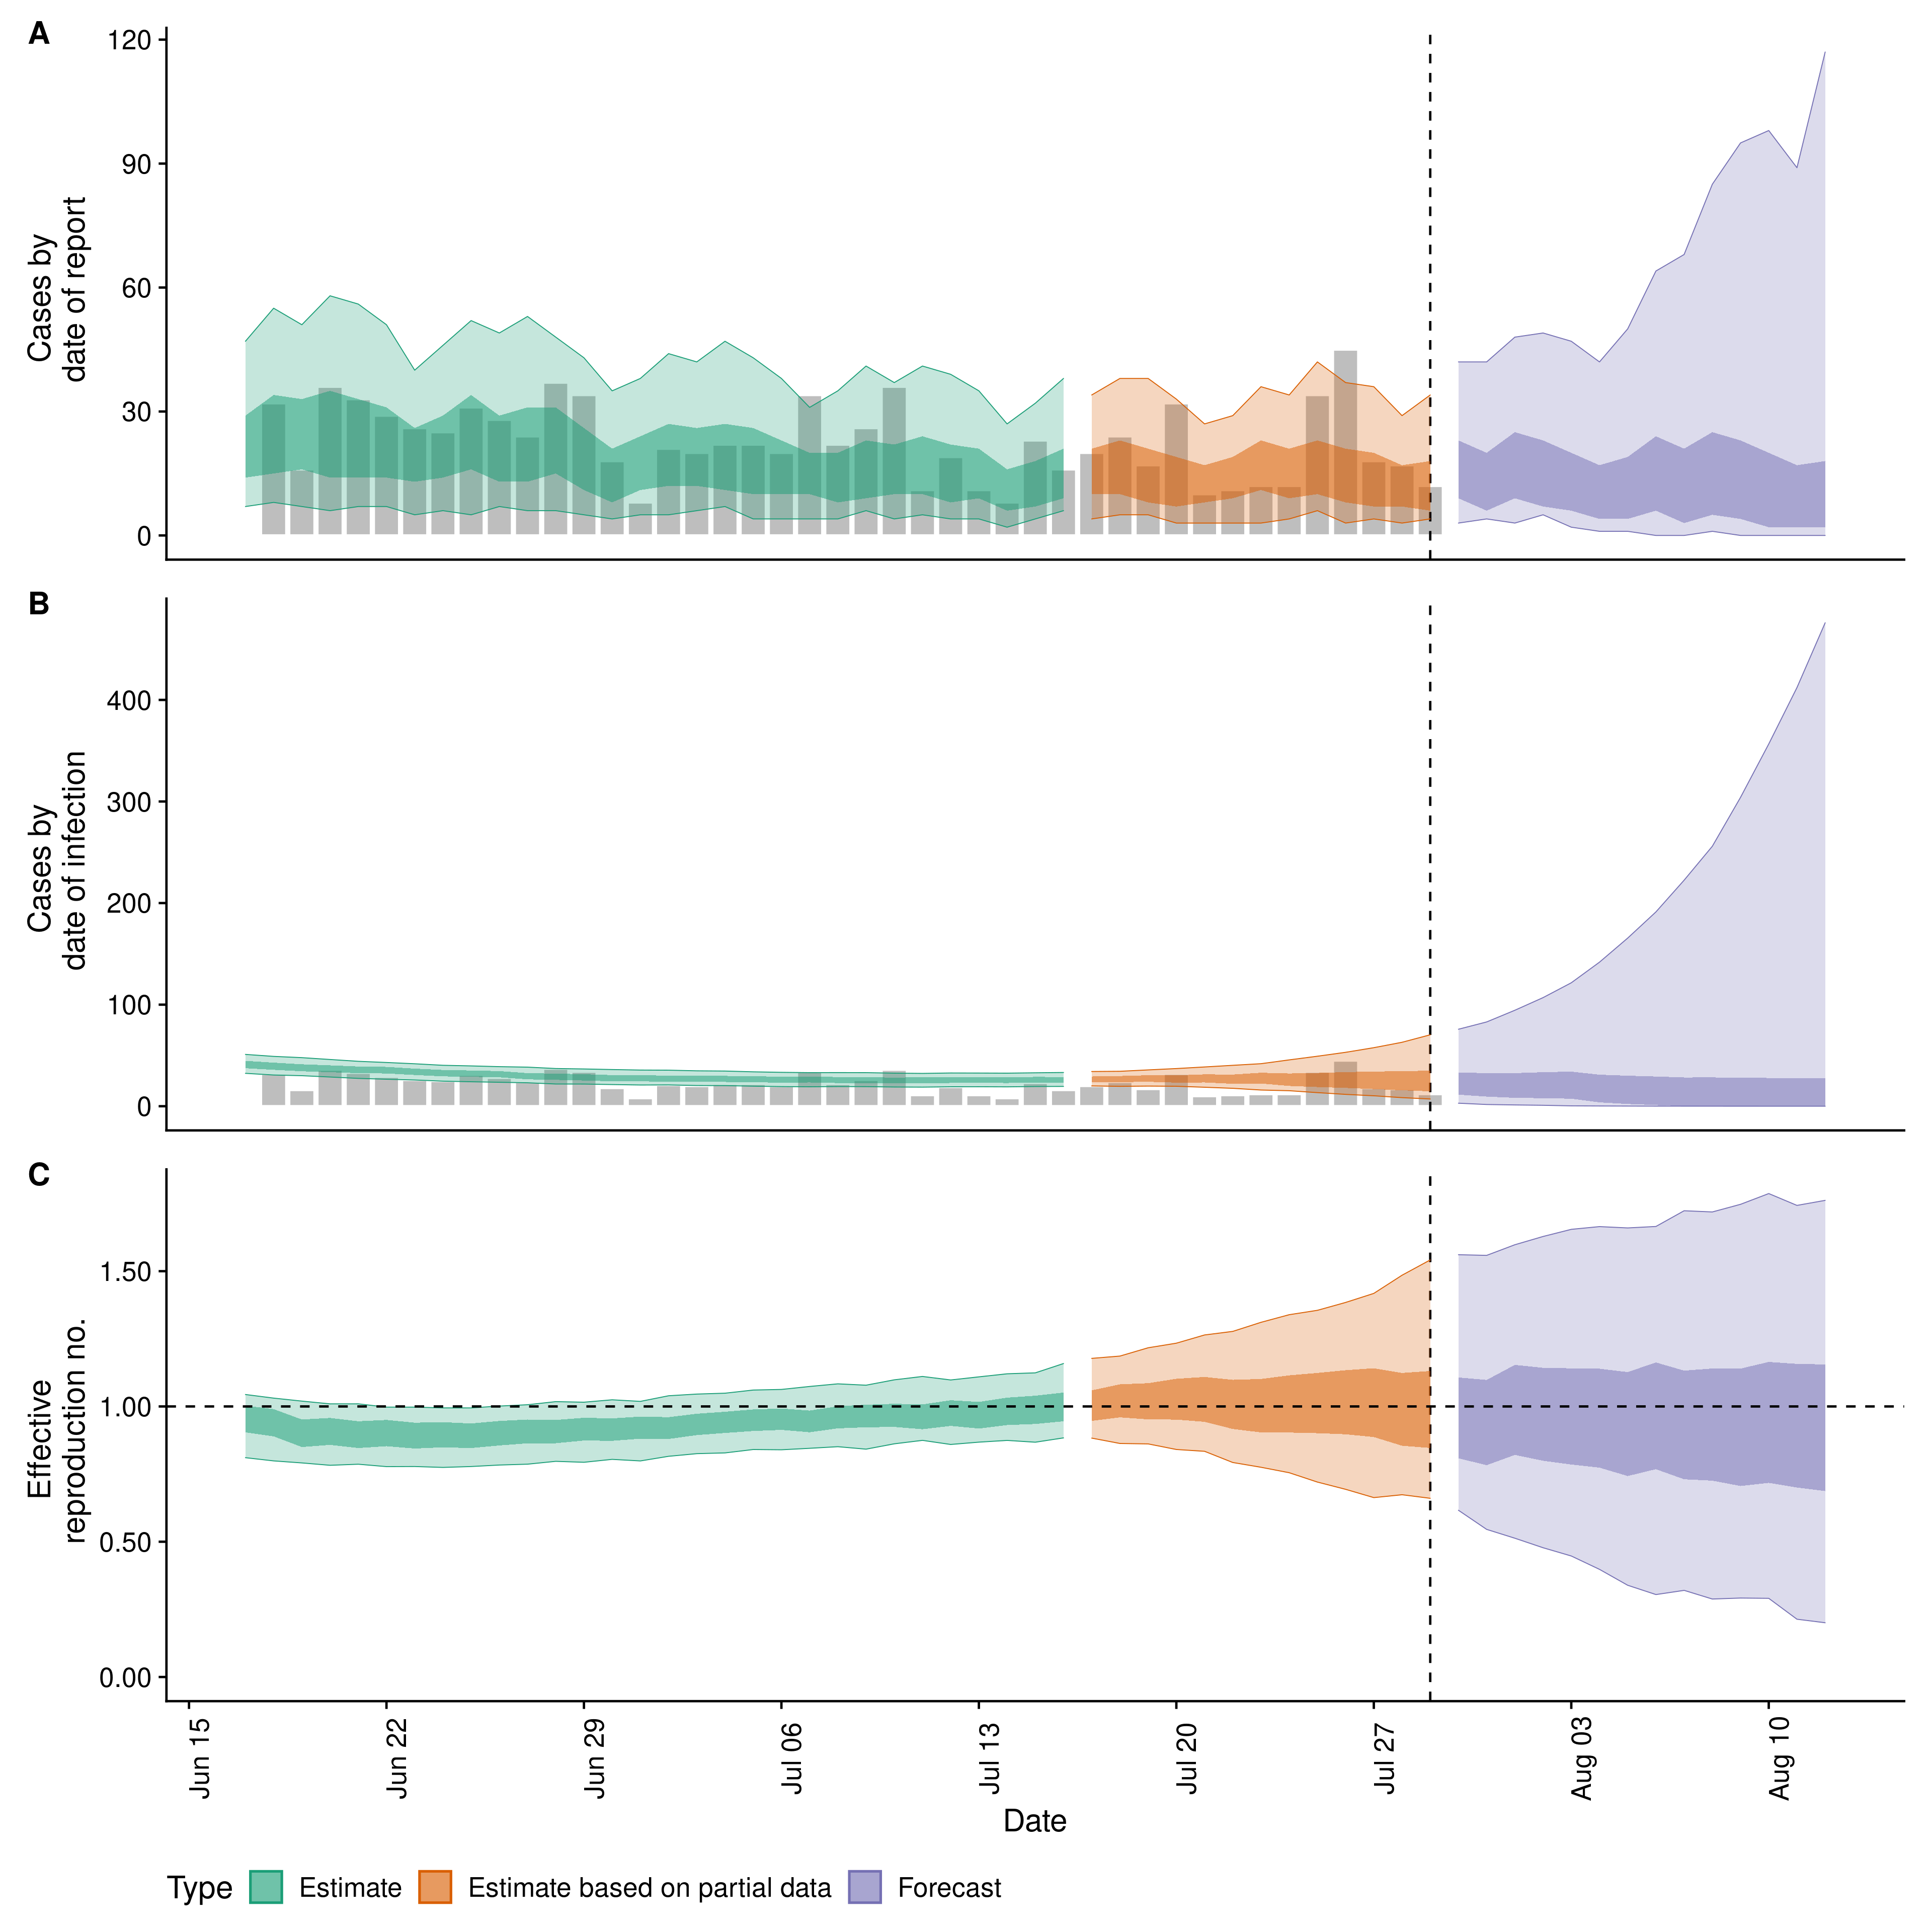 A
120
90
60
30
0
Cases by
date of report
B
400
300
200
100
0
Cases by
date of infection
C
1.50
1.00
0.50
0.00
Effective
reproduction no.
Jun 15
Jun 22
Jun 29
Jul 06
Jul 13
Jul 20
Jul 27
Aug 03
Aug 10
Date
Type Estimate Estimate based on partial data Forecast